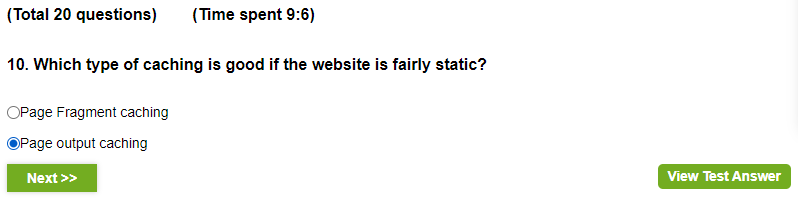 (Total 20 questions) (Time spent 9:6)
10. Which type of caching is good if the website is fairly static?
Page Fragment caching
Page output caching
Next >>
View Test Answer